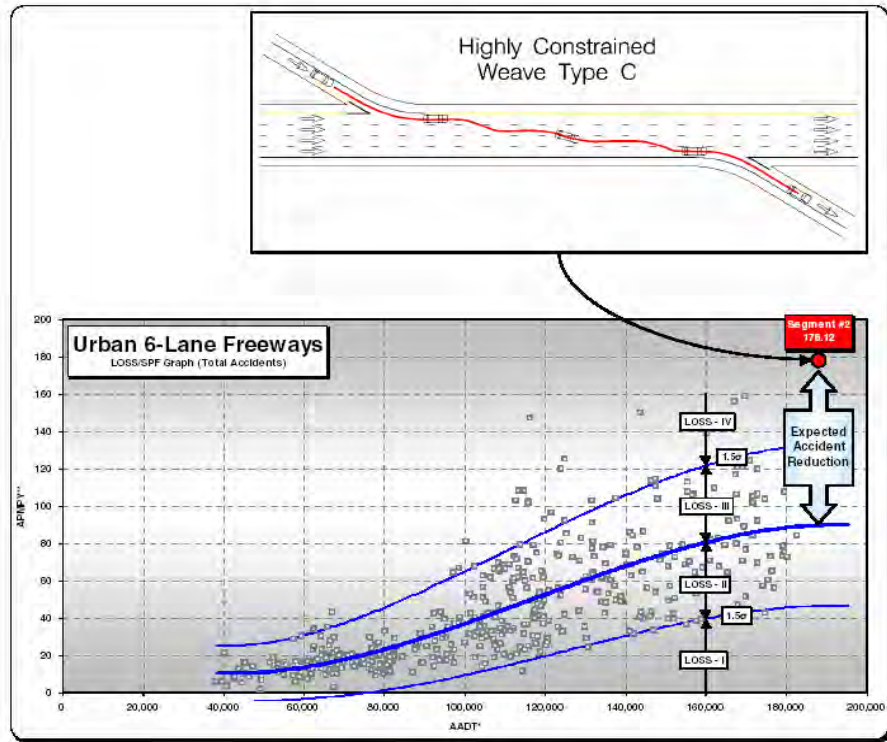 Highly Constrained
Weave Type C
Urban 6-Lane Freeways
LOSS/SPF Graph (Total Accidents)
Segment #2
178.12
Expected
Accident
Reduction
LOSS - IV
1.5σ
LOSS - III
LOSS - II
1.5σ
LOSS - I
APMPY**
200
180
160
140
120
100
80
60
40
20
0
0
20,000
40,000
60,000
80,000
100,000
120,000
140,000
160,000
180,000
200,000
AADT*